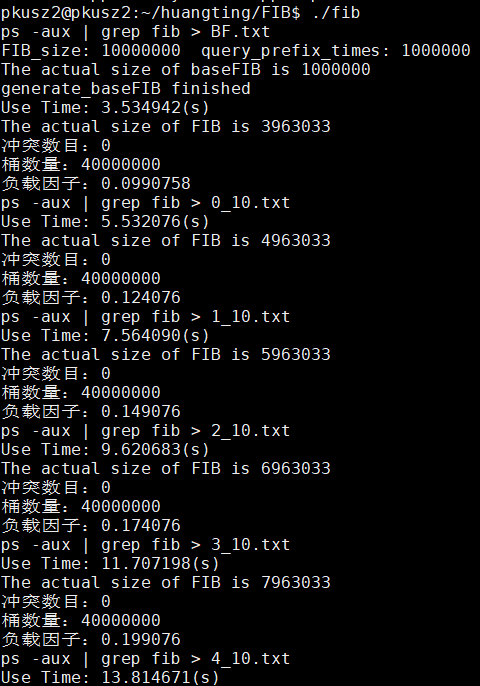 pkusz2@pkusz2:~/huangting/FIB$ ./fib
ps -aux | grep fib > BF.txt
FIB_size: 10000000  query_prefix_times: 1000000
The actual size of baseFIB is 1000000
generate_baseFIB finished
Use Time: 3.534942(s)
The actual size of FIB is 3963033
冲突数目：0
桶数量：40000000
负载因子：0.0990758
ps -aux | grep fib > 0_10.txt
Use Time: 5.532076(s)
The actual size of FIB is 4963033
冲突数目：0
桶数量：40000000
负载因子：0.124076
ps -aux | grep fib > 1_10.txt
Use Time: 7.564090(s)
The actual size of FIB is 5963033
冲突数目：0
桶数量：40000000
负载因子：0.149076
ps -aux | grep fib > 2_10.txt
Use Time: 9.620683(s)
The actual size of FIB is 6963033
冲突数目：0
桶数量：40000000
负载因子：0.174076
ps -aux | grep fib > 3_10.txt
Use Time: 11.707198(s)
The actual size of FIB is 7963033
冲突数目：0
桶数量：40000000
负载因子：0.199076
ps -aux | grep fib > 4_10.txt
Use Time: 13.814671(s)